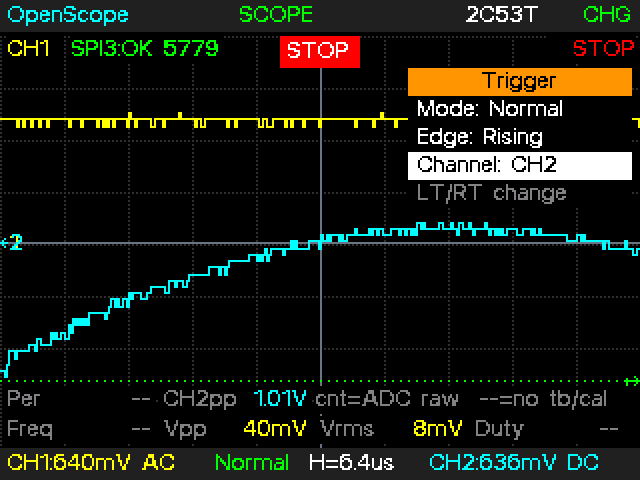 OpenScope SCOPE 2C53T CHG
CH1 SPI3:OK 5779 STOP STOP
Trigger
Mode: Normal
Edge: Rising
Channel: CH2
LT/RT change
2
Per -- CH2pp 1.01V cnt=ADC raw --=no tb/cal
Freq -- Vpp 40mV Vrms 8mV Duty --
CH1:640mV AC Normal H=6.4us CH2:636mV DC